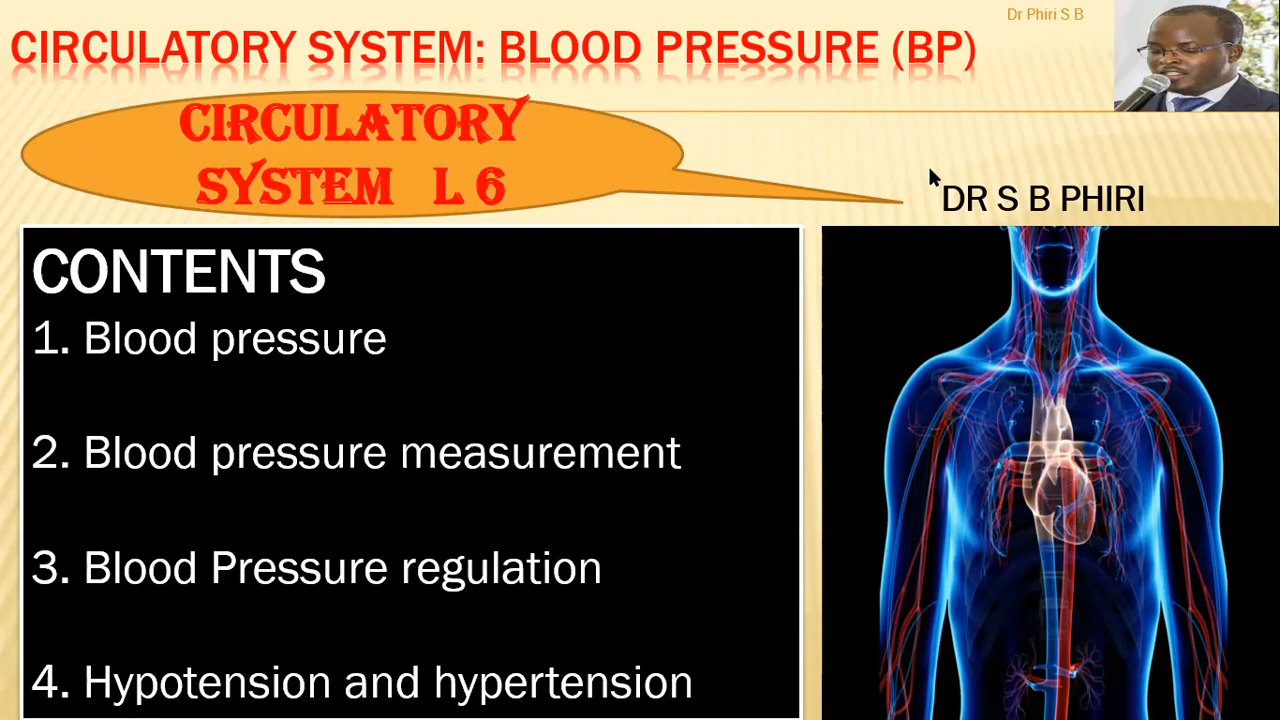 Dr Phiri S B
CIRCULATORY SYSTEM: BLOOD PRESSURE (BP)
CIRCULATORY
SYSTEM L 6
DR S B PHIRI
CONTENTS
1. Blood pressure
2. Blood pressure measurement
3. Blood Pressure regulation
4. Hypotension and hypertension